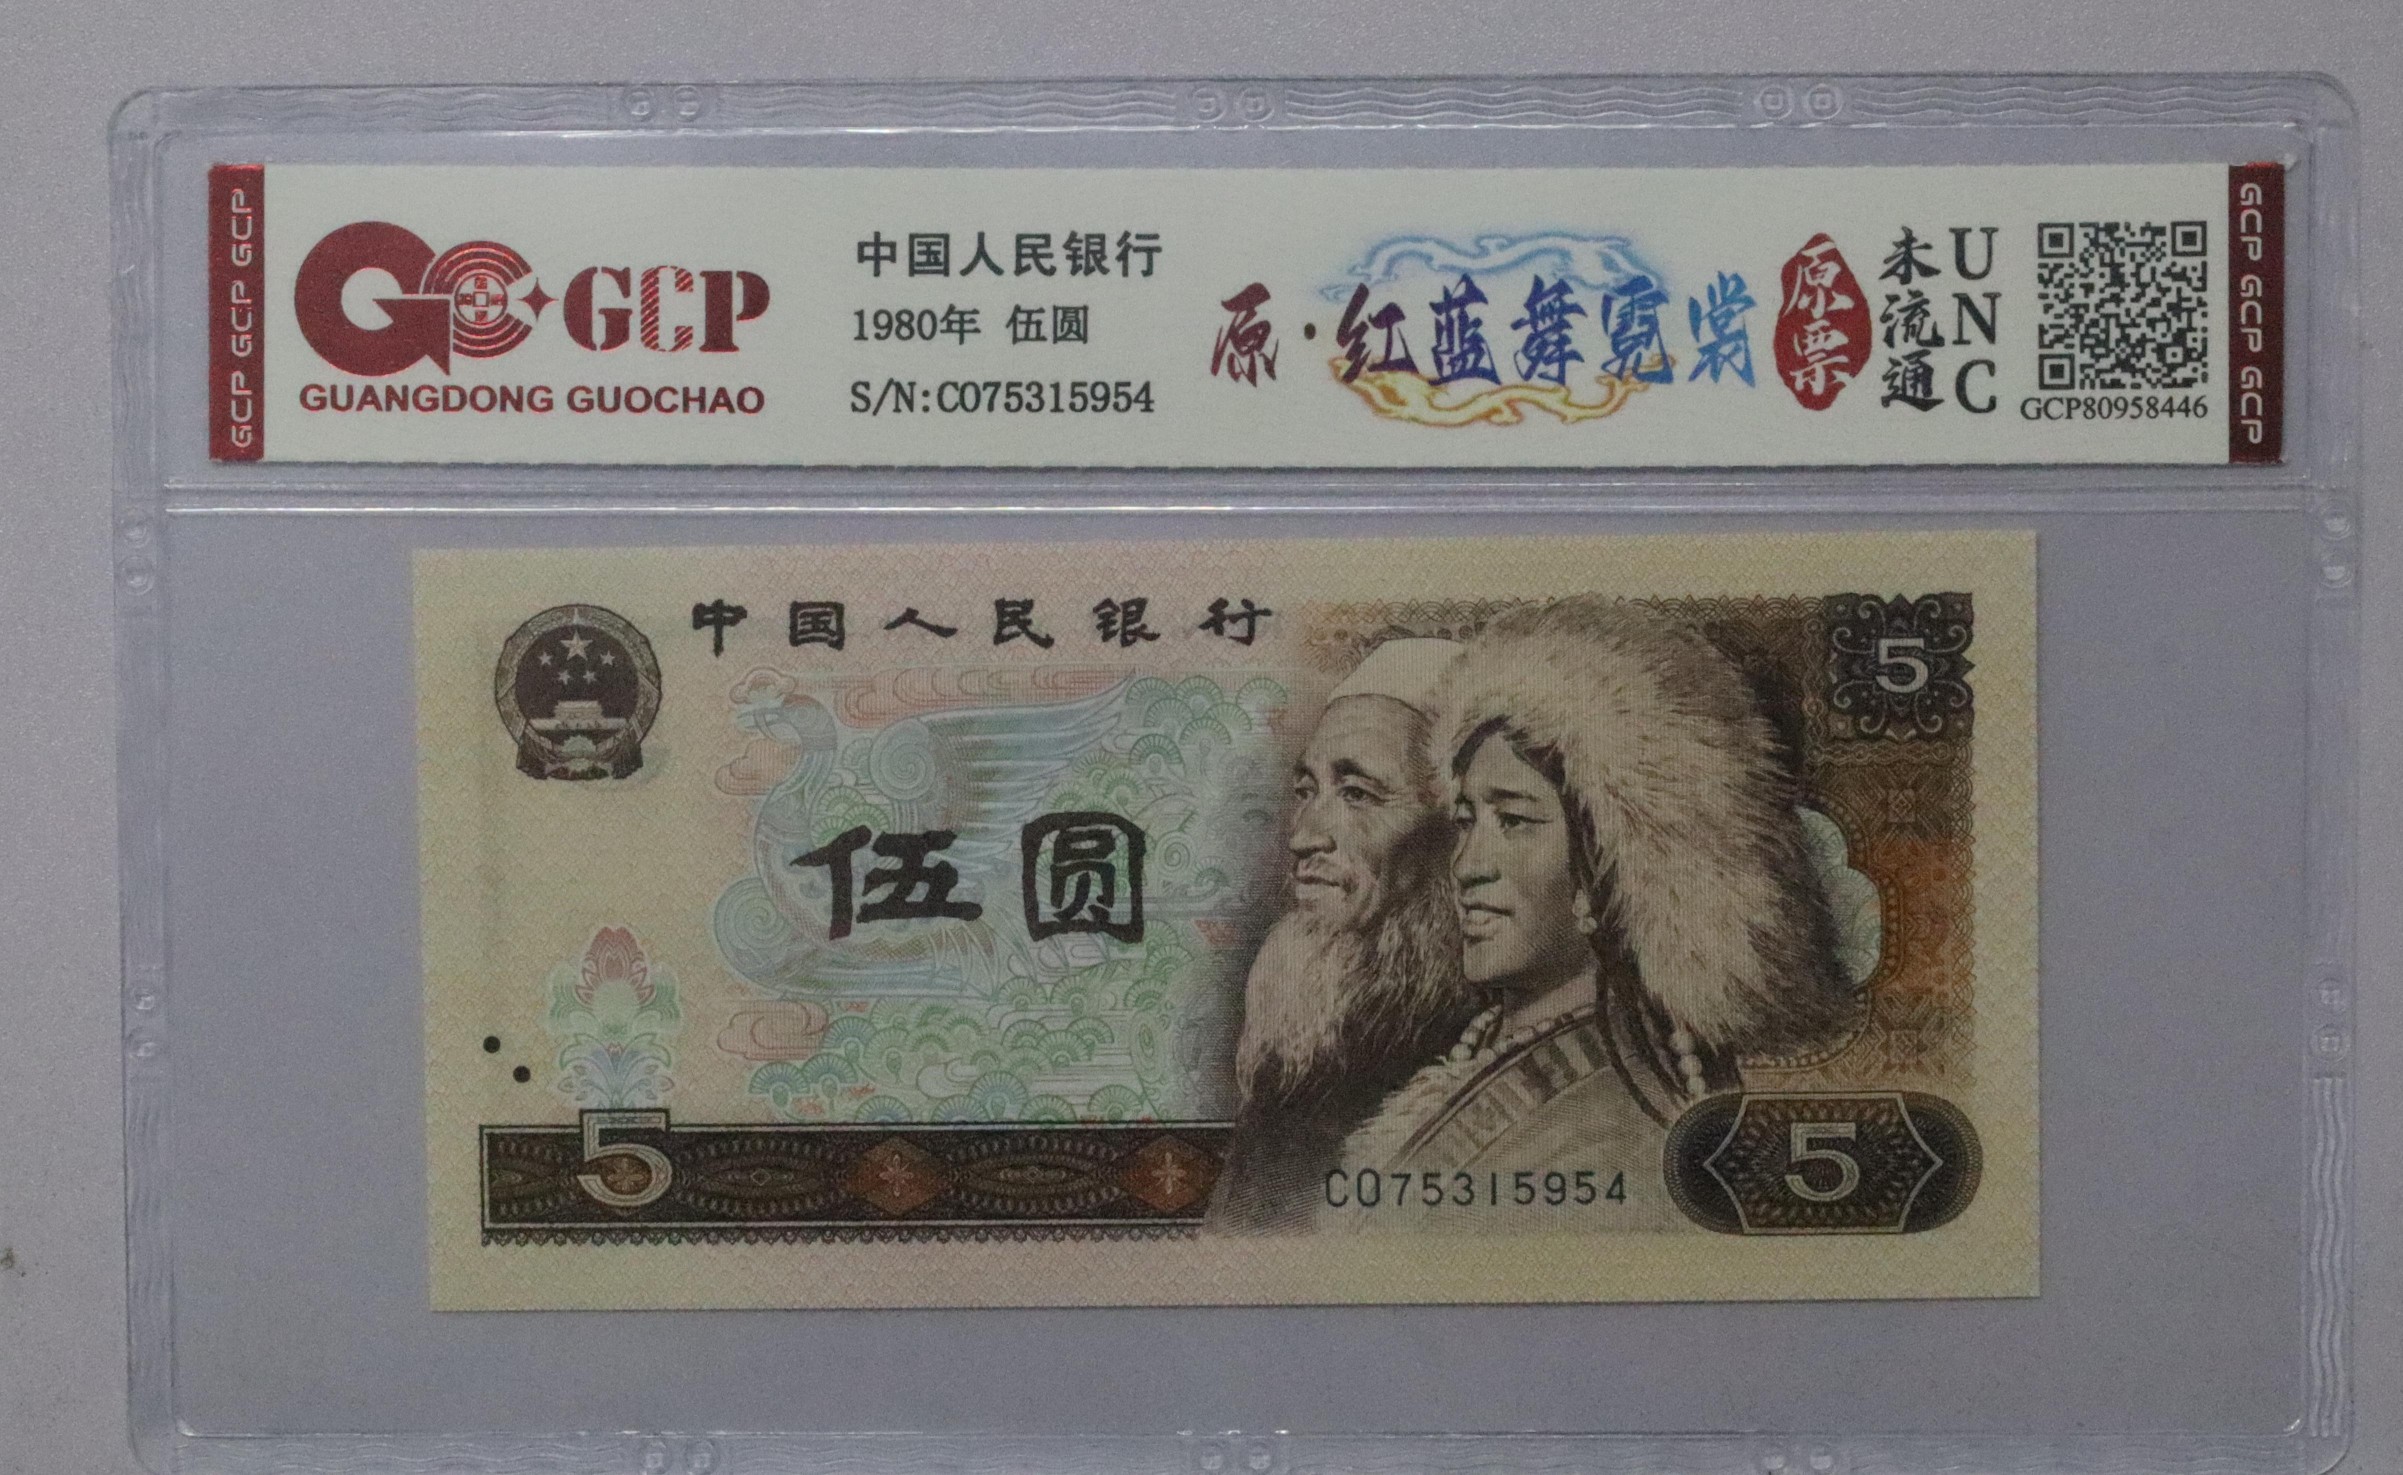 GCP GCP GCP
GCP
GUANGDONG GUOCHAO
中国人民银行
1980年 伍圆
S/N:CO75315954
原·红蓝舞霓裳
原票
未流通
UNC
GCP80958446
GCP GCP GCP
中国人民银行
5
伍圆
5
CO75315954
5